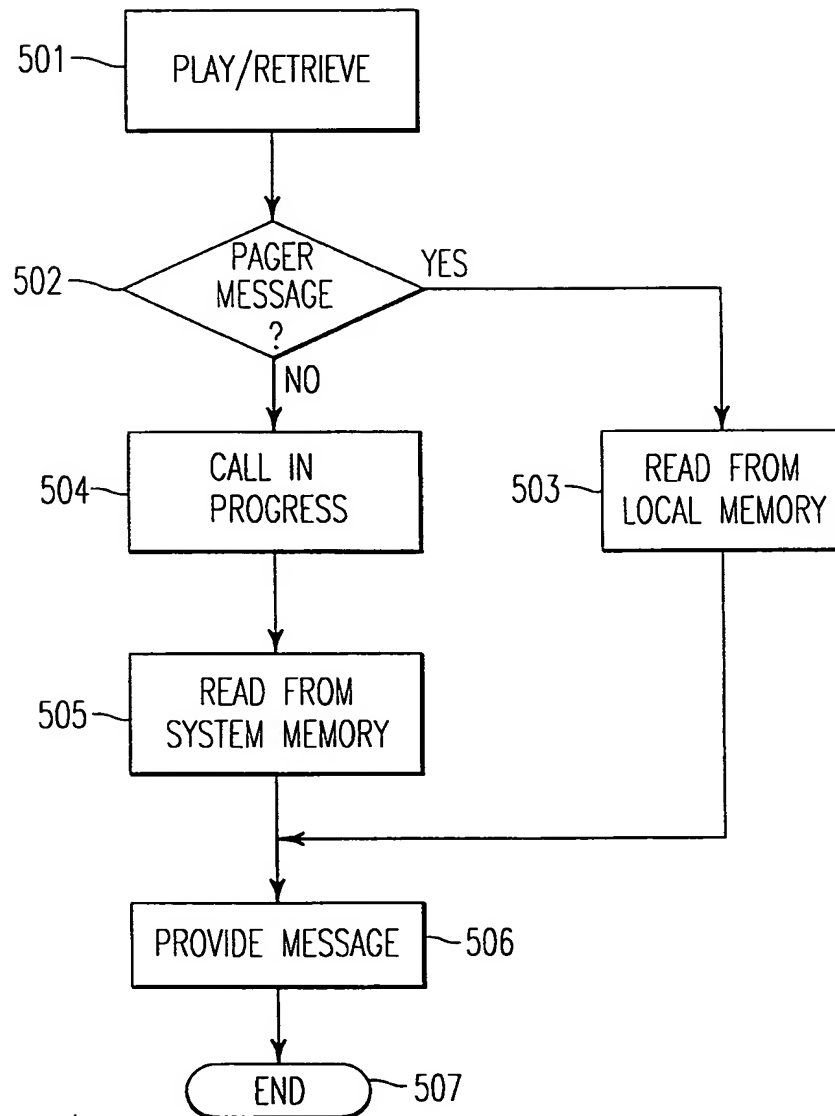 501
PLAY/RETRIEVE
502
PAGER
MESSAGE
?
YES
NO
504
CALL IN
PROGRESS
503
READ FROM
LOCAL MEMORY
505
READ FROM
SYSTEM MEMORY
PROVIDE MESSAGE
506
END
507